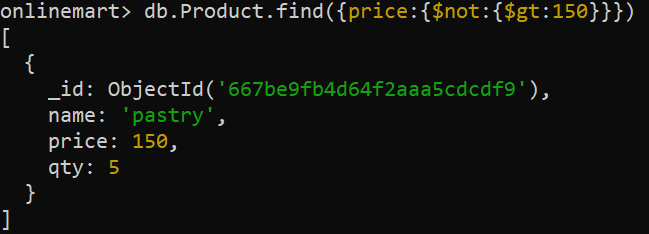 onlinemart> db.Product.find({price:{$not:{$gt:150}}})
[
  {
    _id: ObjectId('667be9fb4d64f2aaa5cdcdf9'),
    name: 'pastry',
    price: 150,
    qty: 5
  }
]